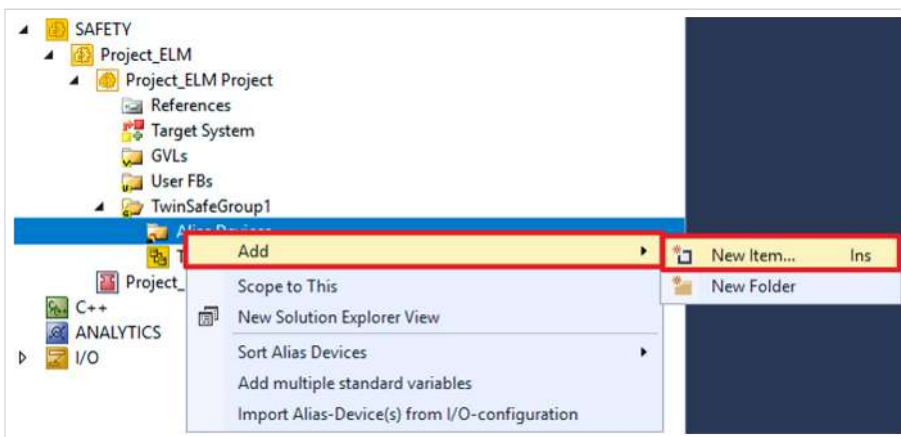 SAFETY
Project_ELM
Project_ELM Project
References
Target System
GVLs
User FBs
TwinSafeGroup1
Add
New Item... Ins
Project_
Scope to This
New Folder
C++
New Solution Explorer View
ANALYTICS
I/O
Sort Alias Devices
Add multiple standard variables
Import Alias-Device(s) from I/O-configuration